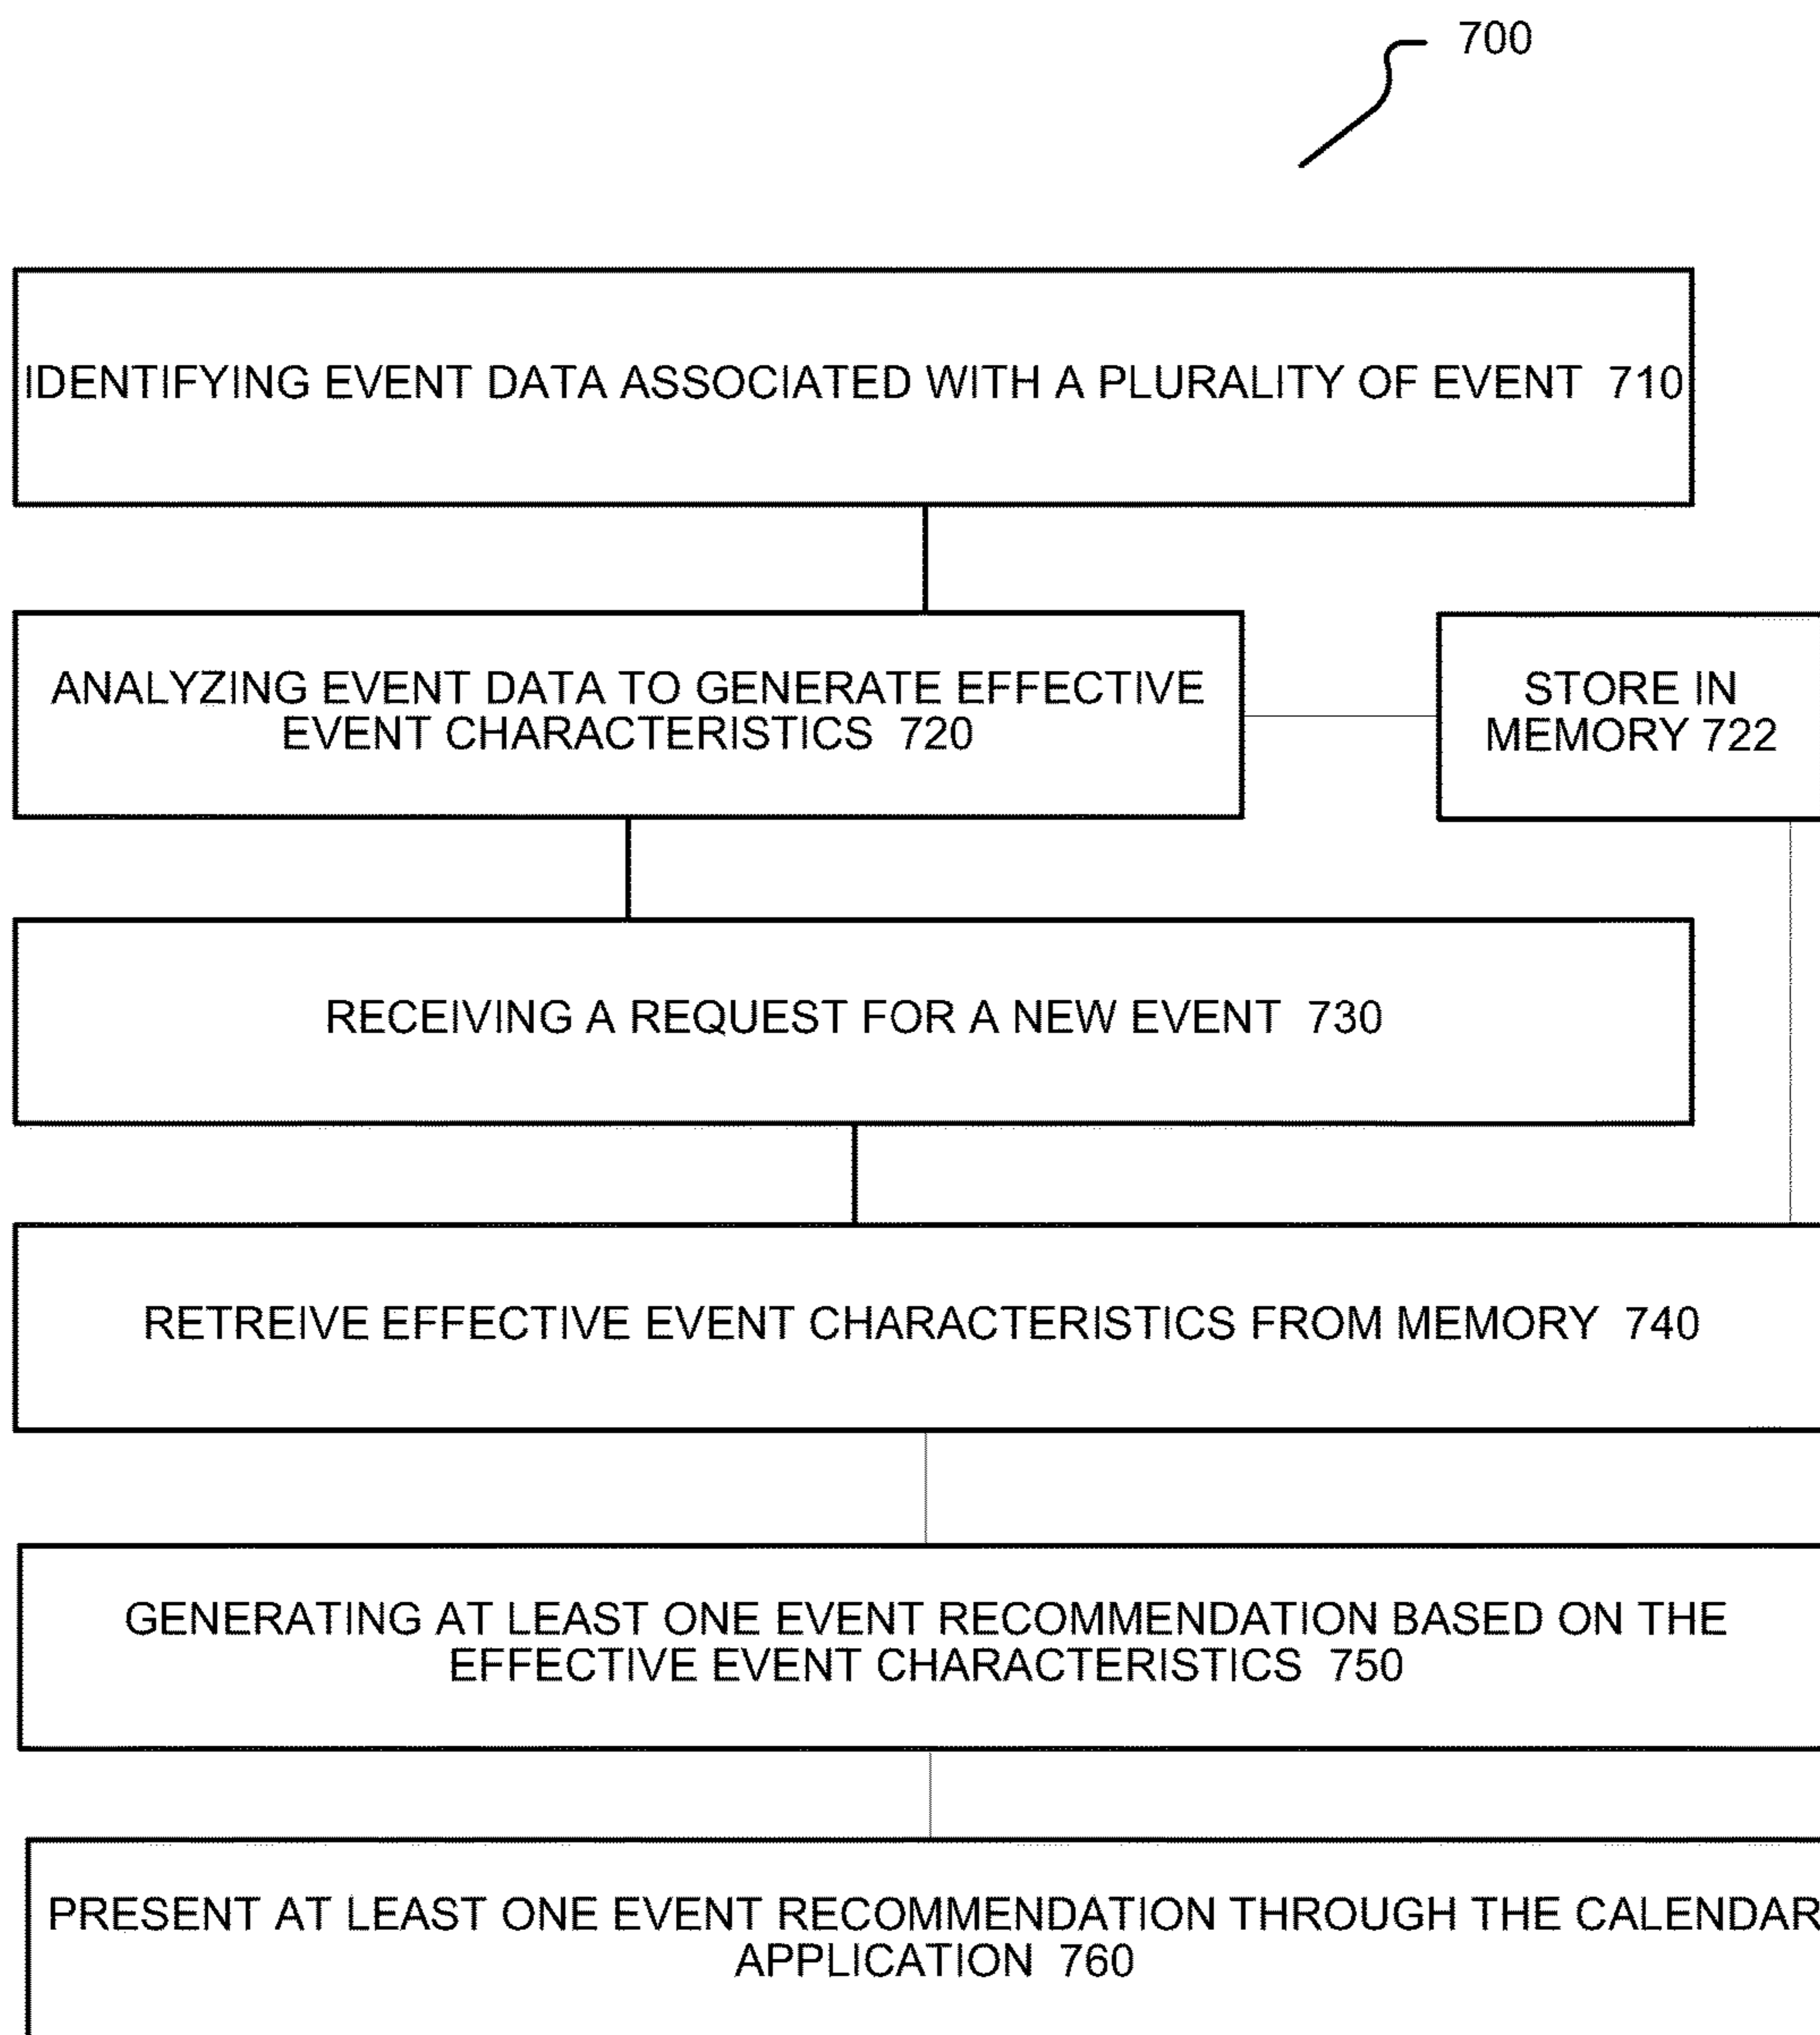 700
IDENTIFYING EVENT DATA ASSOCIATED WITH A PLURALITY OF EVENT 710
ANALYZING EVENT DATA TO GENERATE EFFECTIVE
EVENT CHARACTERISTICS 720
STORE IN
MEMORY 722
RECEIVING A REQUEST FOR A NEW EVENT 730
RETREIVE EFFECTIVE EVENT CHARACTERISTICS FROM MEMORY 740
GENERATING AT LEAST ONE EVENT RECOMMENDATION BASED ON THE
EFFECTIVE EVENT CHARACTERISTICS 750
PRESENT AT LEAST ONE EVENT RECOMMENDATION THROUGH THE CALENDAR
APPLICATION 760